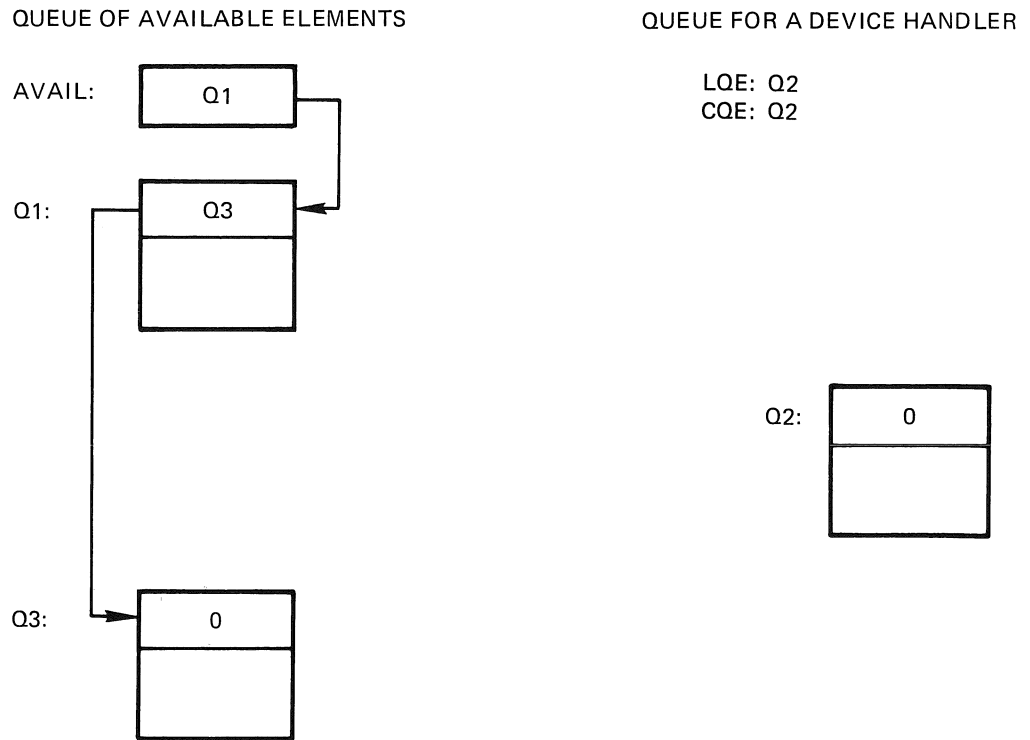 QUEUE OF AVAILABLE ELEMENTS
QUEUE FOR A DEVICE HANDLER
AVAIL:
Q1
LQE: Q2
CQE: Q2
Q1:
Q3
Q2:
0
Q3:
0